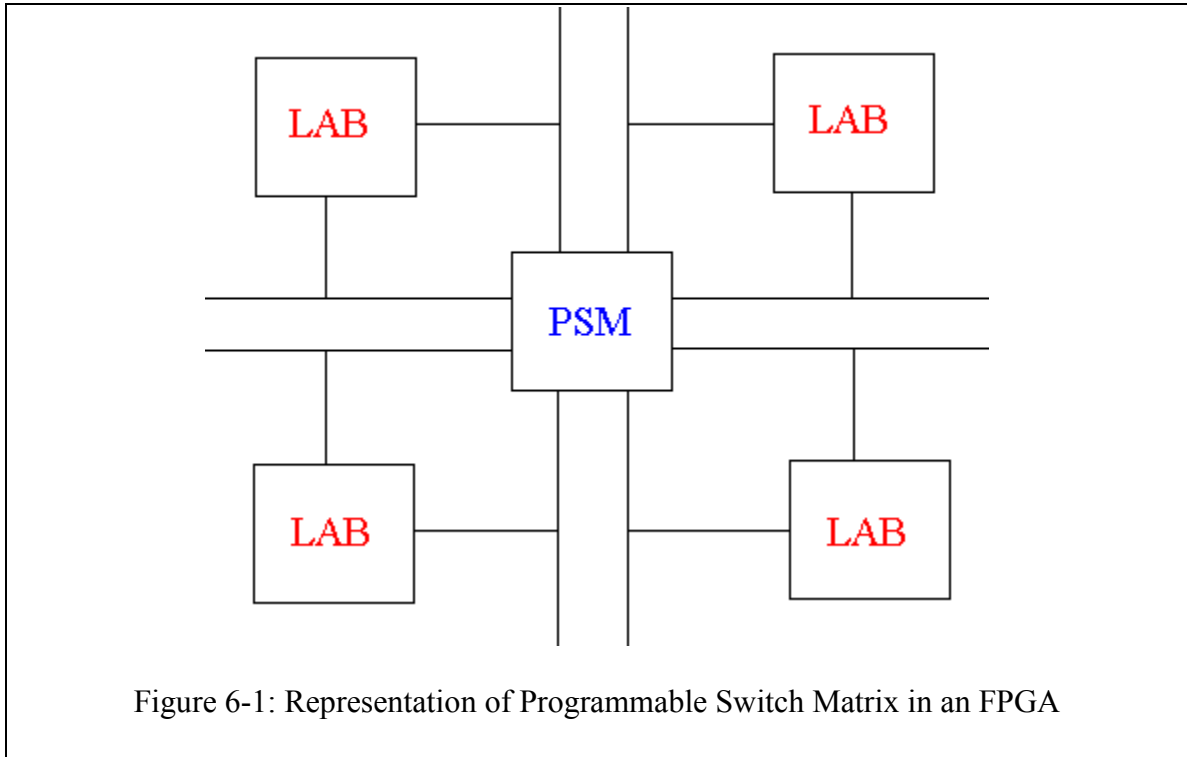 LAB
LAB
PSM
LAB
LAB
Figure 6-1: Representation of Programmable Switch Matrix in an FPGA